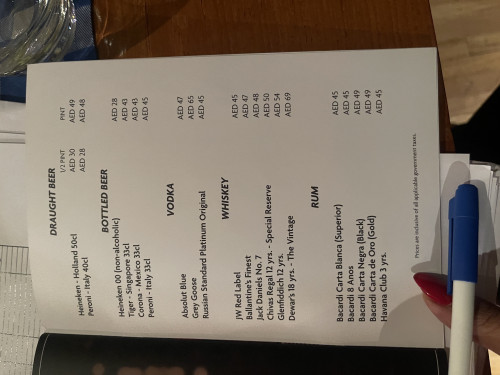 DRAUGHT BEER
1/2 PINT PINT
Heineken - Holland 50cl AED 30 AED 49
Peroni - Italy 40cl AED 28 AED 48
BOTTLED BEER
Heineken 00 (non-alcoholic) AED 28
Tiger - Singapore 33cl AED 43
Corona - Mexico 33cl AED 43
Peroni - Italy 33cl AED 45
VODKA
Absolut Blue AED 47
Grey Goose AED 65
Russian Standard Platinum Original AED 45
WHISKEY
JW Red Label AED 45
Ballantine's Finest AED 47
Jack Daniels No. 7 AED 48
Chivas Regal 12 yrs. - Special Reserve AED 50
Glenfiddich 12 yrs. AED 54
Dewar's 18 yrs. - The Vintage AED 69
RUM
Bacardi Carta Blanca (Superior) AED 45
Bacardi 8 Anos AED 45
Bacardi Carta Negra (Black) AED 49
Bacardi Carta de Oro (Gold) AED 49
Havana Club 3 yrs. AED 45
Prices are inclusive of all applicable government taxes.